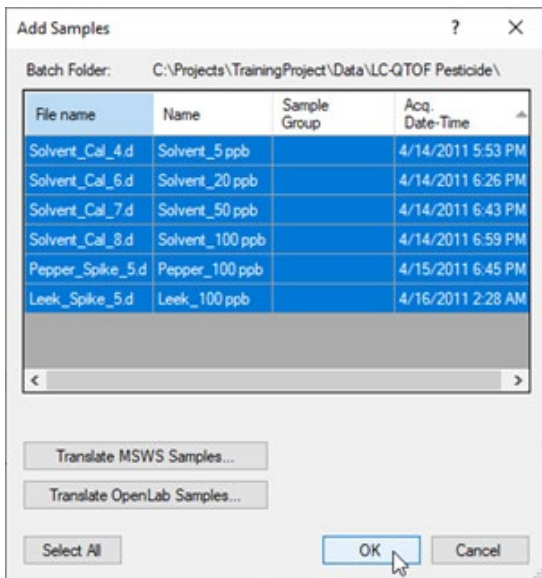 Add Samples ? ×
Batch Folder: C:\Projects\TrainingProject\Data\LC-QTOF Pesticide\
File name Name Sample Group Acq. Date-Time
Solvent_Cal_4.d Solvent_5 ppb 4/14/2011 5:53 PM
Solvent_Cal_6.d Solvent_20 ppb 4/14/2011 6:26 PM
Solvent_Cal_7.d Solvent_50 ppb 4/14/2011 6:43 PM
Solvent_Cal_8.d Solvent_100 ppb 4/14/2011 6:59 PM
Pepper_Spike_5.d Pepper_100 ppb 4/15/2011 6:45 PM
Leek_Spike_5.d Leek_100 ppb 4/16/2011 2:28 AM
Translate MSWS Samples...
Translate OpenLab Samples...
Select All OK Cancel